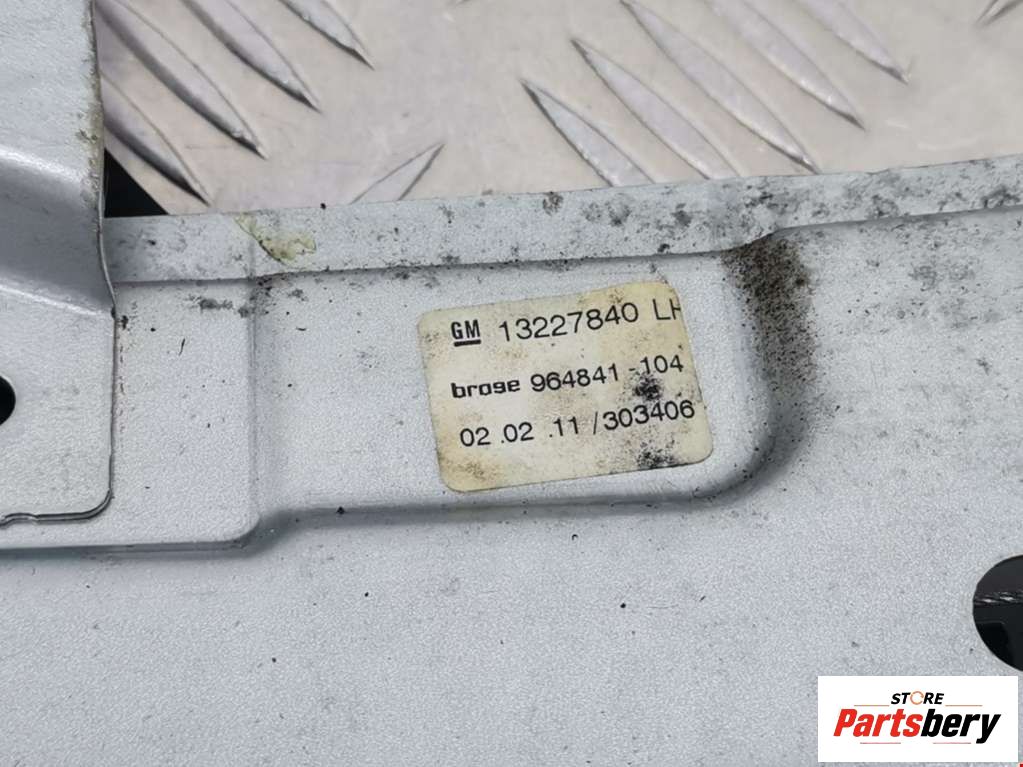 GM 13227840 LH
brose 964841-104
02.02.11/303406
STORE
Partsbery